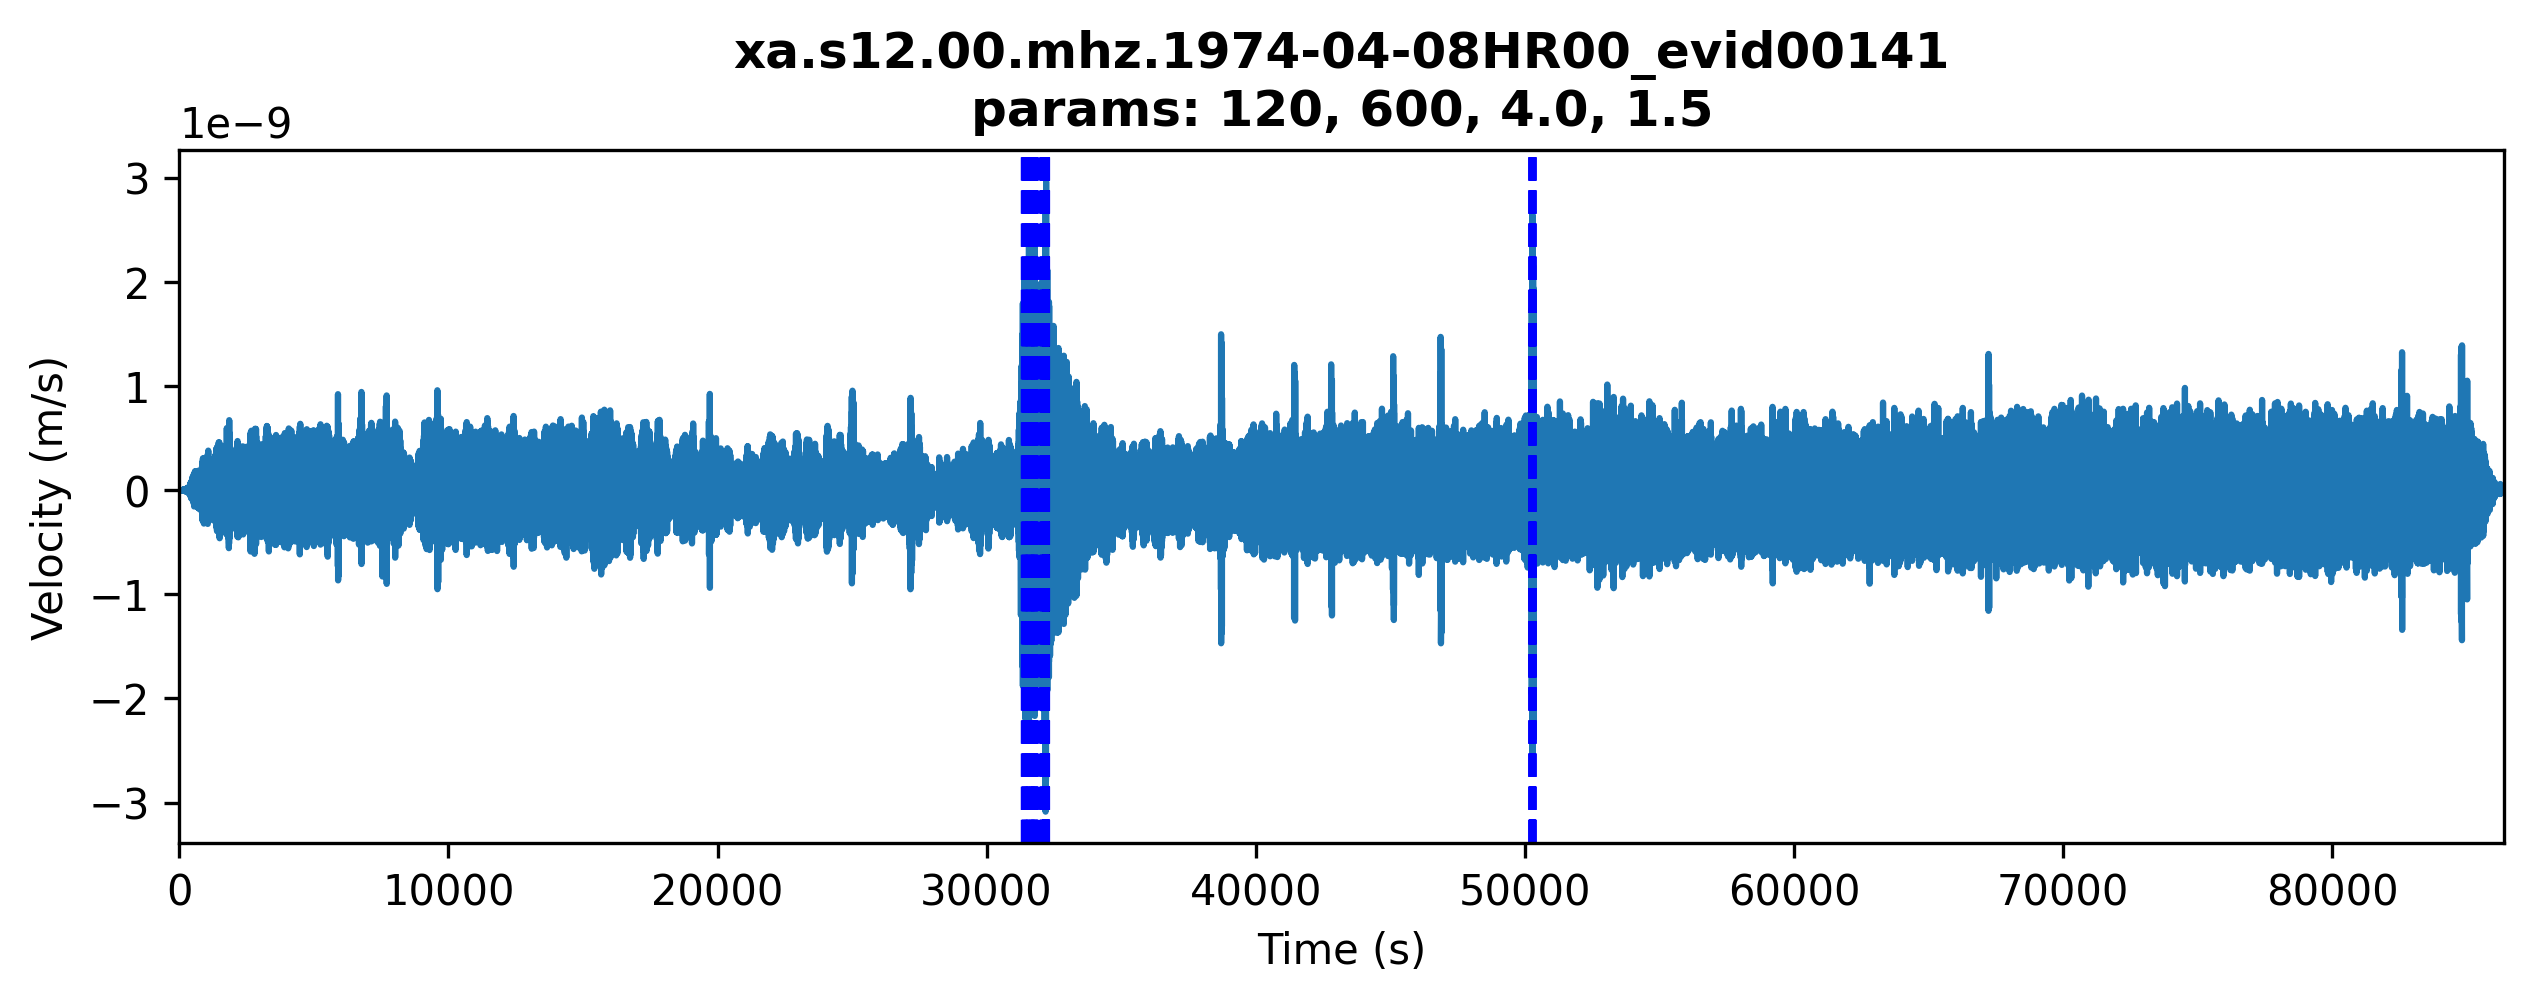 xa.s12.00.mhz.1974-04-08HR00_evid00141
params: 120, 600, 4.0, 1.5
1e−9
3
2
1
0
−1
−2
−3
Velocity (m/s)
0 10000 20000 30000 40000 50000 60000 70000 80000
Time (s)